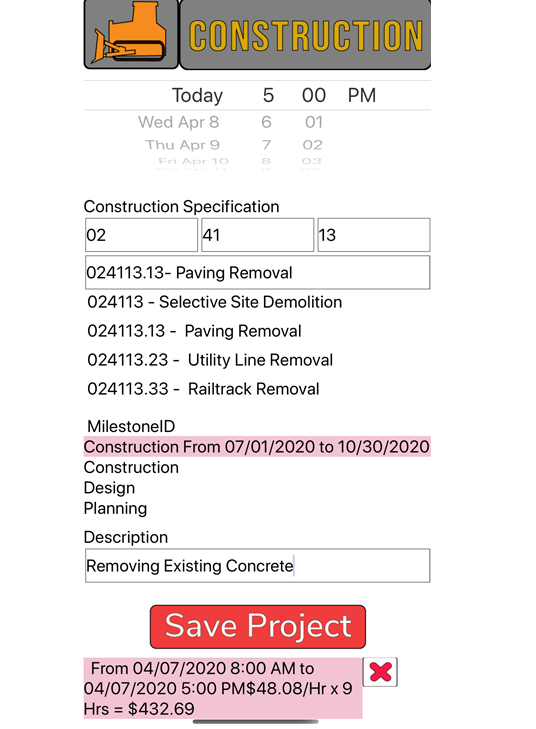 CONSTRUCTION
Today 5 00 PM
Wed Apr 8 6 01
Thu Apr 9 7 02
Fri Apr 10 8 03
Construction Specification
02 41 13
024113.13- Paving Removal
024113 - Selective Site Demolition
024113.13 - Paving Removal
024113.23 - Utility Line Removal
024113.33 - Railtrack Removal
MilestoneID
Construction From 07/01/2020 to 10/30/2020
Construction
Design
Planning
Description
Removing Existing Concrete
Save Project
From 04/07/2020 8:00 AM to
04/07/2020 5:00 PM$48.08/Hr x 9
Hrs = $432.69